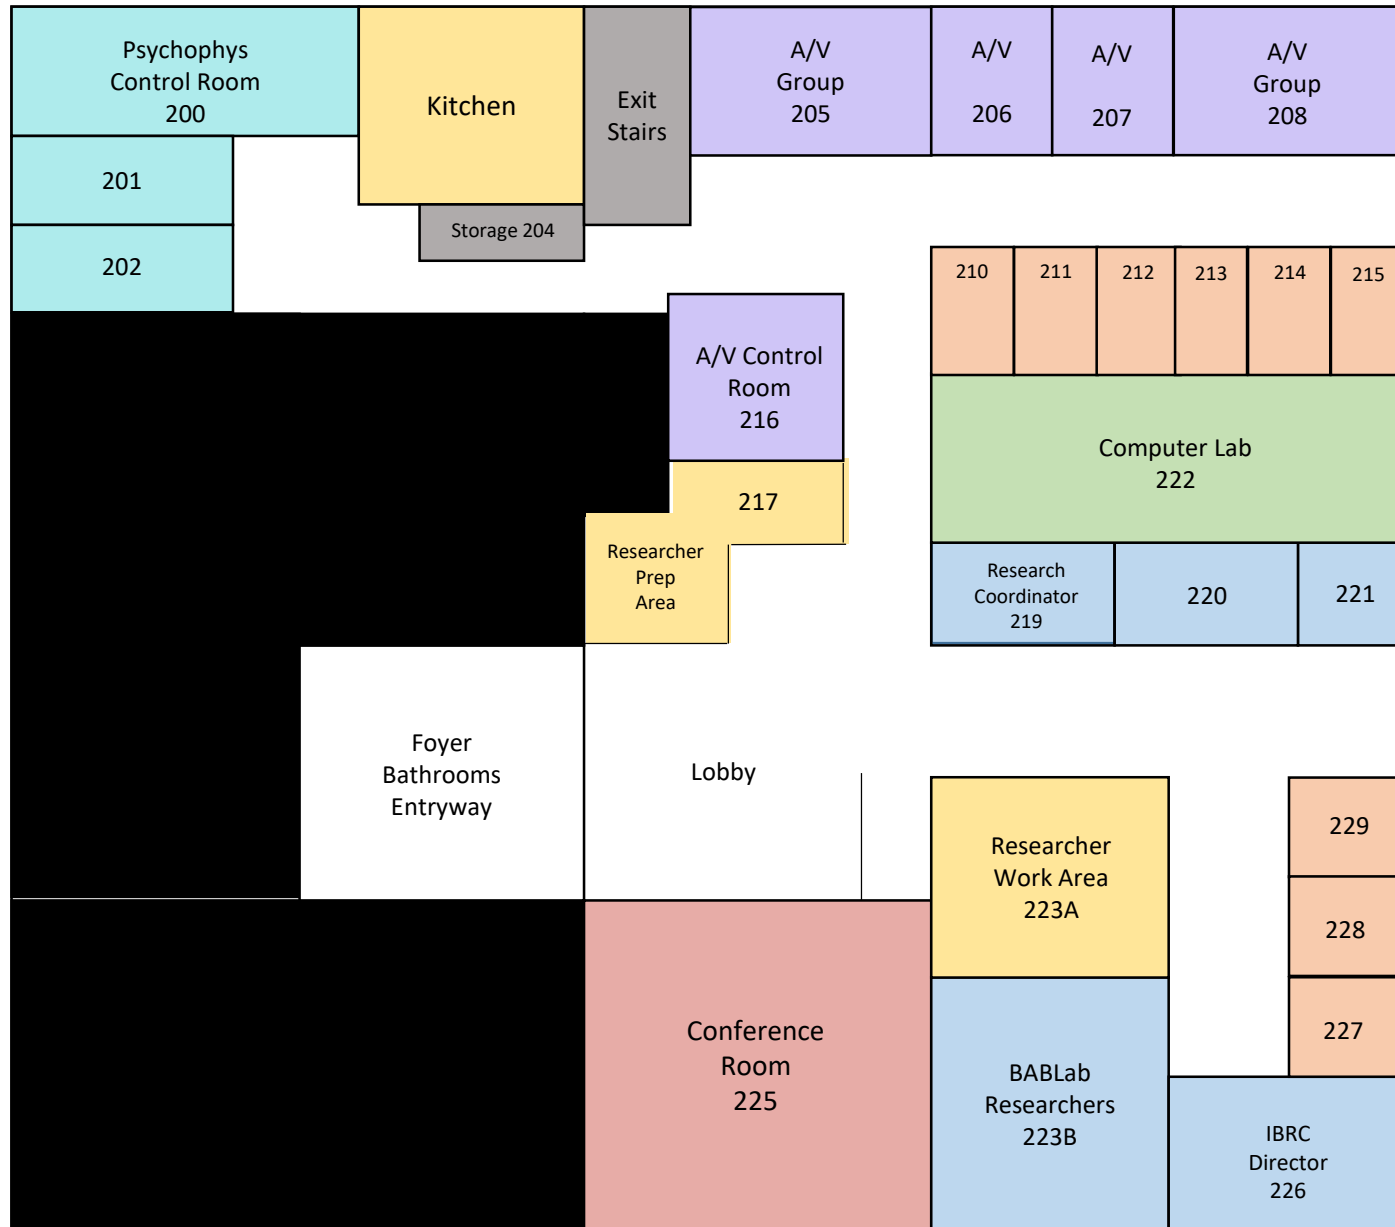 Psychophys
Control Room
200
Kitchen
Exit
Stairs
A/V
Group
205
A/V
206
A/V
207
A/V
Group
208
201
202
Storage 204
210
211
212
213
214
215
A/V Control
Room
216
Computer Lab
222
217
Researcher
Prep
Area
Research
Coordinator
219
220
221
Foyer
Bathrooms
Entryway
Lobby
Researcher
Work Area
223A
229
228
227
Conference
Room
225
BABLab
Researchers
223B
IBRC
Director
226